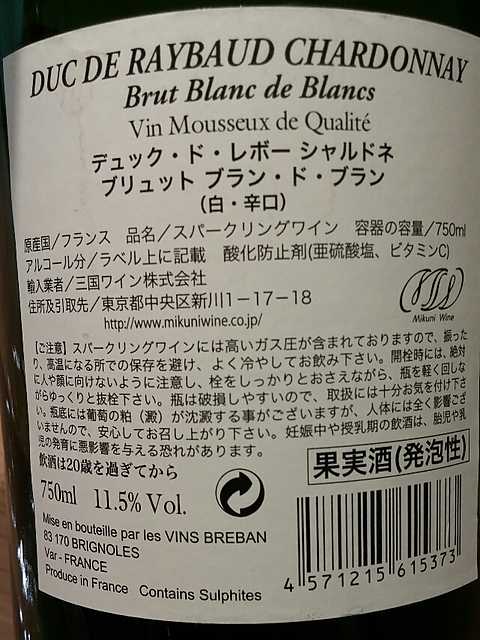 DUC DE RAYBAUD CHARDONNAY
Brut Blanc de Blancs
Vin Mousseux de Qualité
デュック・ド・レボー シャルドネ
ブリュット ブラン・ド・ブラン
(白・辛口)
原産国/フランス 品名/スパークリングワイン 容器の容量/750ml
アルコール分/ラベル上に記載 酸化防止剤(亜硫酸塩、ビタミンC)
輸入業者/三国ワイン株式会社
住所及引取先/東京都中央区新川1-17-18
http://www.mikuniwine.co.jp/
Mikuni Wine
【ご注意】スパークリングワインには高いガス圧が含まれておりますので、振った
り、高温になる所での保存を避け、よく冷やしてお飲み下さい。開栓時には、絶対
に人や顔に向けないように注意し、栓をしっかりとおさえながら、瓶を軽く回しな
がらゆっくりと抜栓下さい。瓶は破損しやすいので、取扱には十分お気を付け下さ
い。瓶底には葡萄の粕(澱)が沈澱する事がございますが、人体には全く影響ござ
いませんので、安心してお召し上がり下さい。妊娠中や授乳期の飲酒は、胎児や乳
児の発育に悪影響を与える恐れがあります。
飲酒は20歳を過ぎてから
果実酒(発泡性)
750ml 11.5% Vol.
Mise en bouteille par les VINS BREBAN
83 170 BRIGNOLES
Var - FRANCE
Produce in France Contains Sulphites
4 571215 615373